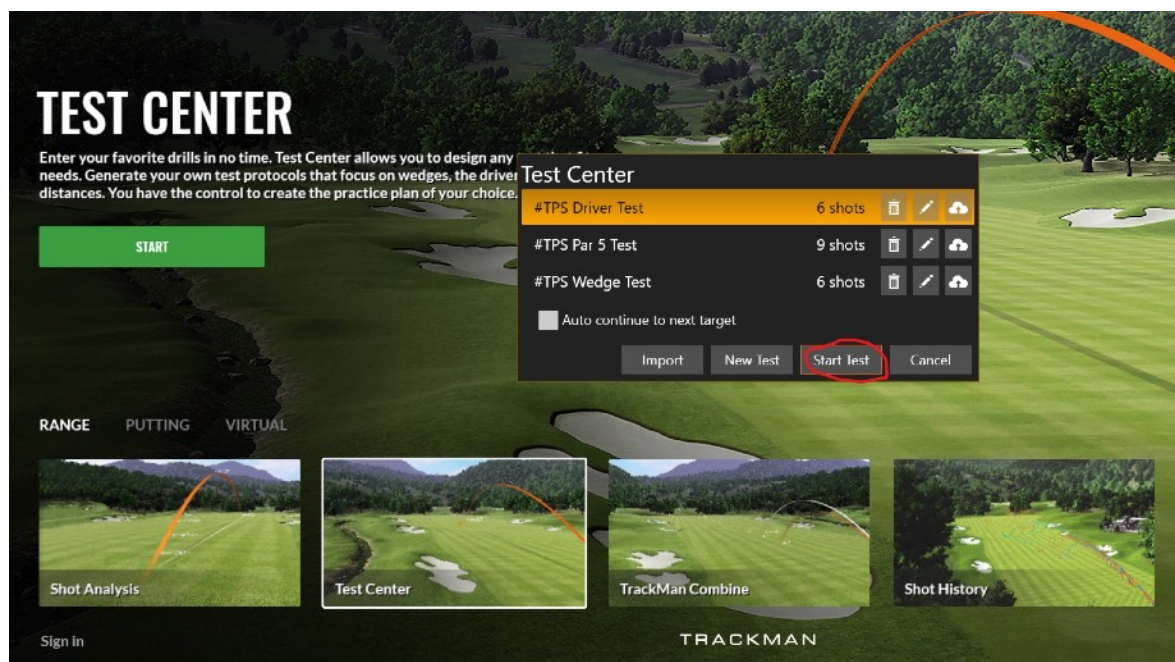 TEST CENTER
Enter your favorite drills in no time. Test Center allows you to design any
needs. Generate your own test protocols that focus on wedges, the driver
distances. You have the control to create the practice plan of your choice.
START
Test Center
#TPS Driver Test 6 shots
#TPS Par 5 Test 9 shots
#TPS Wedge Test 6 shots
Auto continue to next target
Import New Test Start Test Cancel
RANGE PUTTING VIRTUAL
Shot Analysis Test Center TrackMan Combine Shot History
Sign in TRACKMAN